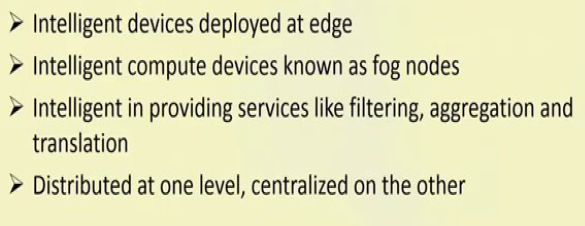 ➢ Intelligent devices deployed at edge
➢ Intelligent compute devices known as fog nodes
➢ Intelligent in providing services like filtering, aggregation and
translation
➢ Distributed at one level, centralized on the other